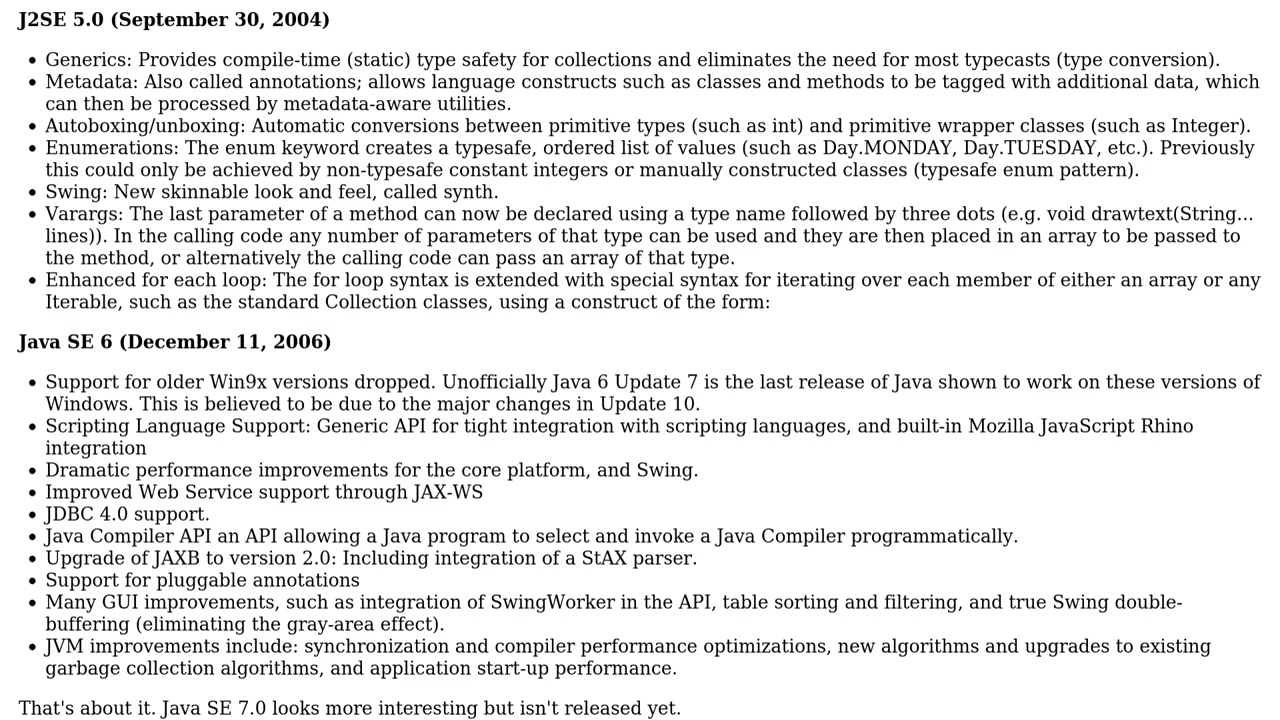 J2SE 5.0 (September 30, 2004)
• Generics: Provides compile-time (static) type safety for collections and eliminates the need for most typecasts (type conversion).
• Metadata: Also called annotations; allows language constructs such as classes and methods to be tagged with additional data, which
can then be processed by metadata-aware utilities.
• Autoboxing/unboxing: Automatic conversions between primitive types (such as int) and primitive wrapper classes (such as Integer).
• Enumerations: The enum keyword creates a typesafe, ordered list of values (such as Day.MONDAY, Day.TUESDAY, etc.). Previously
this could only be achieved by non-typesafe constant integers or manually constructed classes (typesafe enum pattern).
• Swing: New skinnable look and feel, called synth.
• Varargs: The last parameter of a method can now be declared using a type name followed by three dots (e.g. void drawtext(String...
lines)). In the calling code any number of parameters of that type can be used and they are then placed in an array to be passed to
the method, or alternatively the calling code can pass an array of that type.
• Enhanced for each loop: The for loop syntax is extended with special syntax for iterating over each member of either an array or any
Iterable, such as the standard Collection classes, using a construct of the form:
Java SE 6 (December 11, 2006)
• Support for older Win9x versions dropped. Unofficially Java 6 Update 7 is the last release of Java shown to work on these versions of
Windows. This is believed to be due to the major changes in Update 10.
• Scripting Language Support: Generic API for tight integration with scripting languages, and built-in Mozilla JavaScript Rhino
integration
• Dramatic performance improvements for the core platform, and Swing.
• Improved Web Service support through JAX-WS
• JDBC 4.0 support.
• Java Compiler API an API allowing a Java program to select and invoke a Java Compiler programmatically.
• Upgrade of JAXB to version 2.0: Including integration of a StAX parser.
• Support for pluggable annotations
• Many GUI improvements, such as integration of SwingWorker in the API, table sorting and filtering, and true Swing double-
buffering (eliminating the gray-area effect).
• JVM improvements include: synchronization and compiler performance optimizations, new algorithms and upgrades to existing
garbage collection algorithms, and application start-up performance.
That's about it. Java SE 7.0 looks more interesting but isn't released yet.